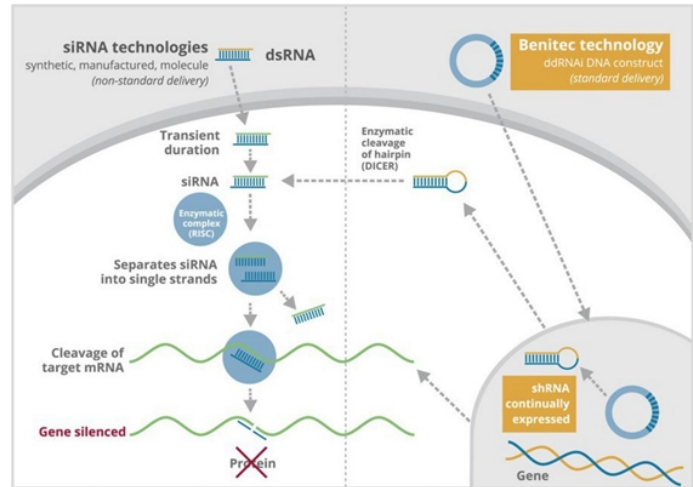 siRNA technologies
synthetic, manufactured, molecule
(non-standard delivery)
dsRNA
Benitec technology
ddRNAi DNA construct
(standard delivery)
Transient
duration
Enzymatic
cleavage
of hairpin
(DICER)
siRNA
Enzymatic
complex
(RISC)
Separates siRNA
into single strands
Cleavage of
target mRNA
shRNA
continually
expressed
Gene silenced
Protein
Gene